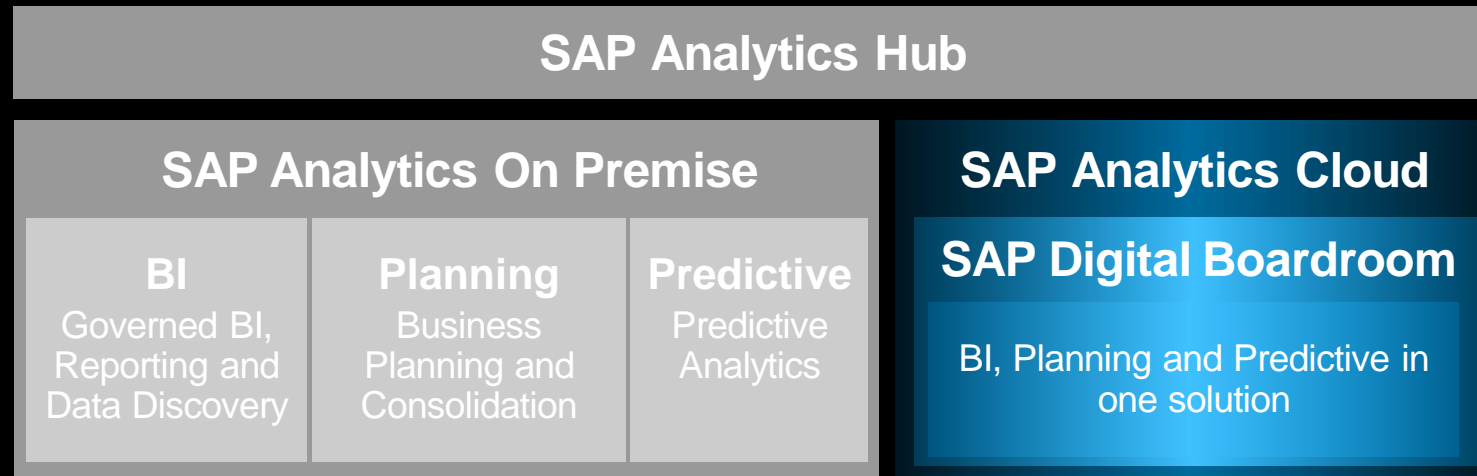 SAP Analytics Hub
SAP Analytics On Premise
BI
Governed BI,
Reporting and
Data Discovery
Planning
Business
Planning and
Consolidation
Predictive
Predictive
Analytics
SAP Analytics Cloud
SAP Digital Boardroom
BI, Planning and Predictive in
one solution